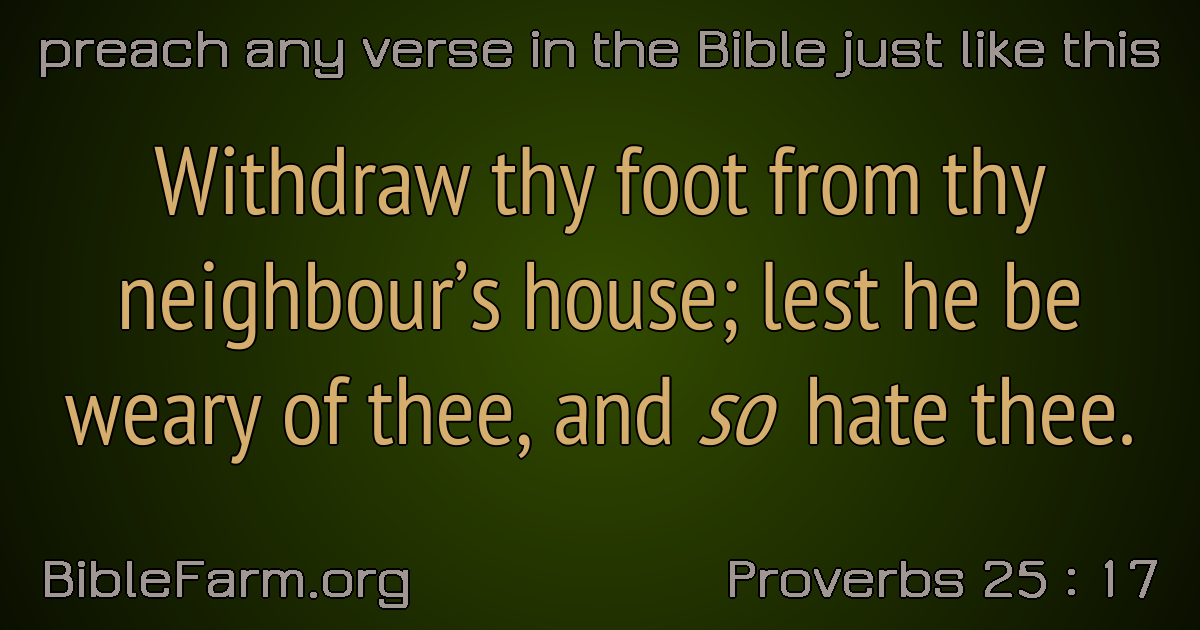 preach any verse in the Bible just like this
Withdraw thy foot from thy
neighbour’s house; lest he be
weary of thee, and so hate thee.
BibleFarm.org
Proverbs 25 : 17